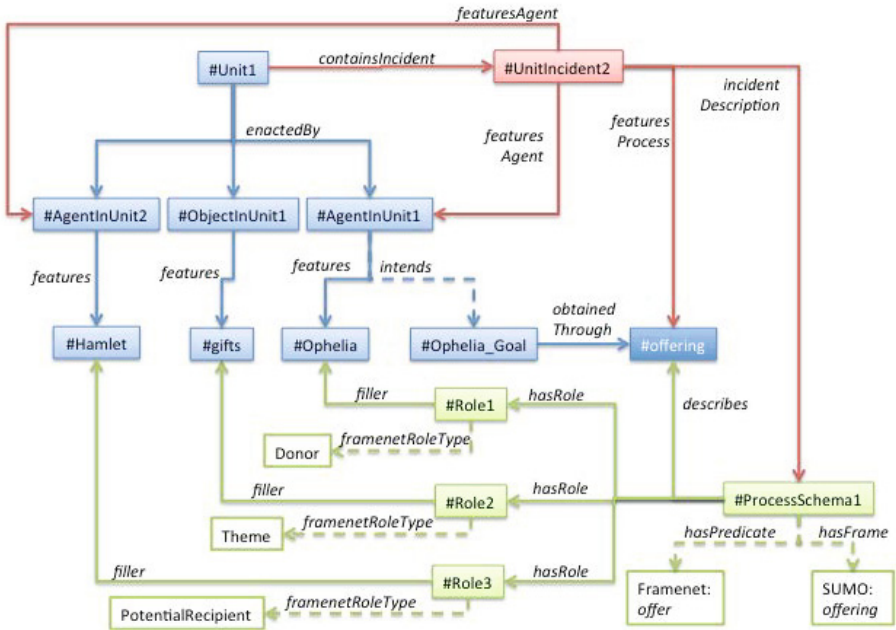 featuresAgent
#Unit1
containsIncident
#UnitIncident2
incident
Description
enactedBy
features
Agent
features
Process
#AgentInUnit2
#ObjectInUnit1
#AgentInUnit1
features
features
features
intends
obtained
Through
#Hamlet
#gifts
#Ophelia
#Ophelia_Goal
#offering
filler
#Role1
hasRole
describes
framenetRoleType
Donor
filler
#Role2
hasRole
#ProcessSchema1
framenetRoleType
Theme
hasPredicate
hasFrame
filler
#Role3
hasRole
Framenet:
offer
SUMO:
offering
framenetRoleType
PotentialRecipient